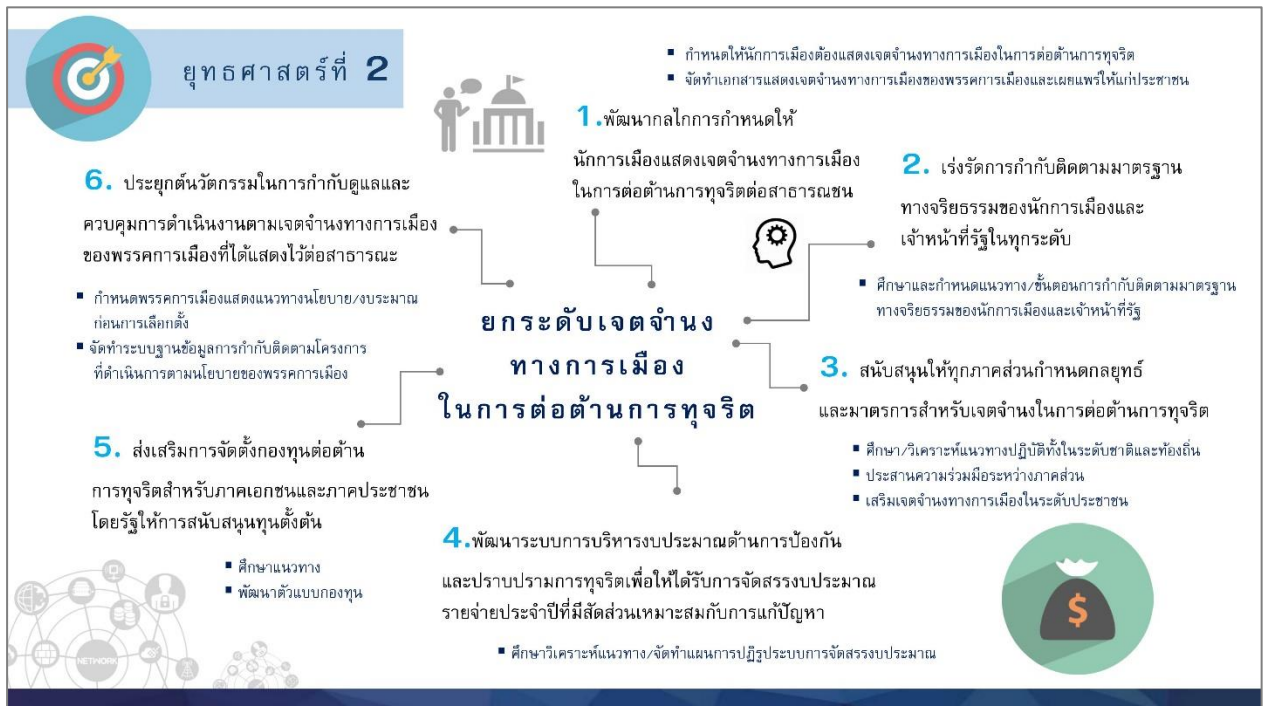 ยุทธศาสตร์ที่ 2
▪ กำหนดให้นักการเมืองต้องแสดงเจตจำนงทางการเมืองในการต่อต้านการทุจริต
▪ จัดทำเอกสารแสดงเจตจำนงทางการเมืองของพรรคการเมืองและเผยแพร่ให้แก่ประชาชน
1.พัฒนากลไกการกำหนดให้
นักการเมืองแสดงเจตจำนงทางการเมือง
ในการต่อต้านการทุจริตต่อสาธารณชน
2. เร่งรัดการกำกับติดตามมาตรฐาน
ทางจริยธรรมของนักการเมืองและ
เจ้าหน้าที่รัฐในทุกระดับ
▪ ศึกษาและกำหนดแนวทาง/ขั้นตอนการกำกับติดตามมาตรฐาน
ทางจริยธรรมของนักการเมืองและเจ้าหน้าที่รัฐ
3. สนับสนุนให้ทุกภาคส่วนกำหนดกลยุทธ์
และมาตรการสำหรับเจตจำนงในการต่อต้านการทุจริต
▪ ศึกษา/วิเคราะห์แนวทางปฏิบัติทั้งในระดับชาติและท้องถิ่น
▪ ประสานความร่วมมือระหว่างภาคส่วน
▪ เสริมเจตจำนงทางการเมืองในระดับประชาชน
4.พัฒนาระบบการบริหารงบประมาณด้านการป้องกัน
และปราบปรามการทุจริตเพื่อให้ได้รับการจัดสรรงบประมาณ
รายจ่ายประจำปีที่มีสัดส่วนเหมาะสมกับการแก้ปัญหา
▪ ศึกษาวิเคราะห์แนวทาง/จัดทำแผนการปฏิรูประบบการจัดสรรงบประมาณ
5. ส่งเสริมการจัดตั้งกองทุนต่อต้าน
การทุจริตสำหรับภาคเอกชนและภาคประชาชน
โดยรัฐให้การสนับสนุนทุนตั้งต้น
▪ ศึกษาแนวทาง
▪ พัฒนาตัวแบบกองทุน
6. ประยุกต์นวัตกรรมในการกำกับดูแลและ
ควบคุมการดำเนินงานตามเจตจำนงทางการเมือง
ของพรรคการเมืองที่ได้แสดงไว้ต่อสาธารณะ
▪ กำหนดพรรคการเมืองแสดงแนวทางนโยบาย/งบประมาณ
ก่อนการเลือกตั้ง
▪ จัดทำระบบฐานข้อมูลการกำกับติดตามโครงการ
ที่ดำเนินการตามนโยบายของพรรคการเมือง
ยกระดับเจตจำนง
ทางการเมือง
ในการต่อต้านการทุจริต
NETWORK
$